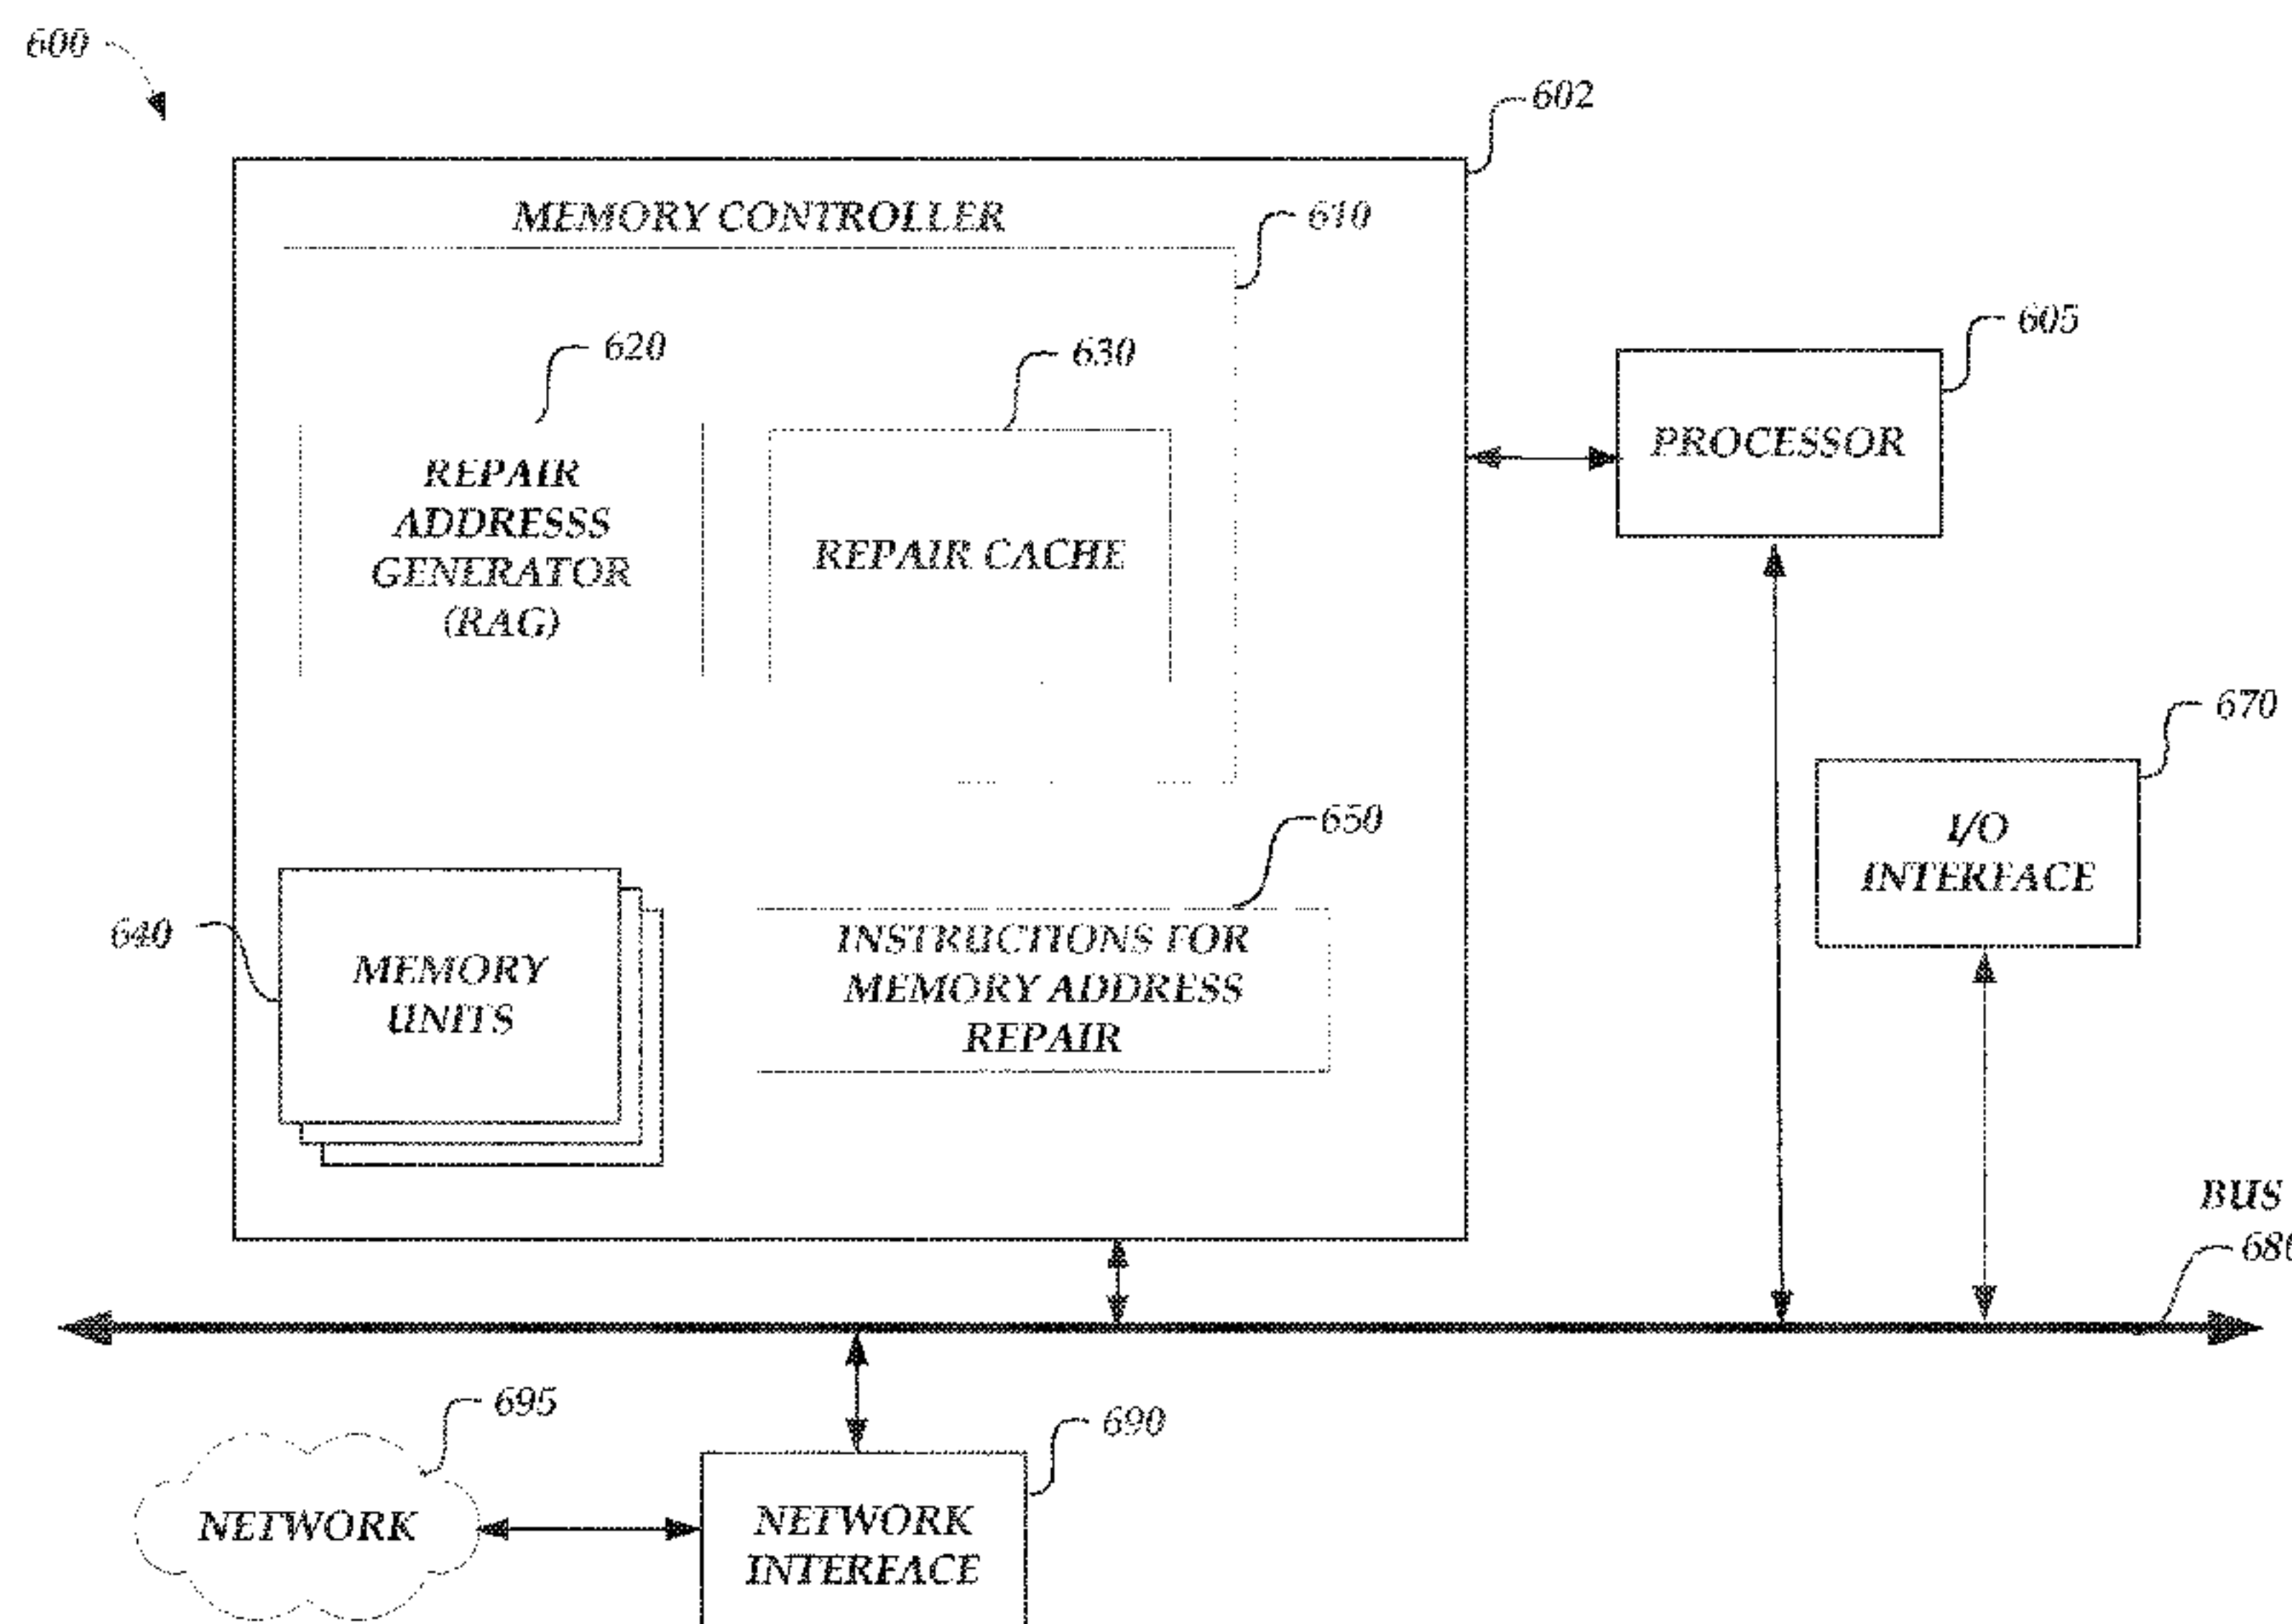 600
602
MEMORY CONTROLLER
610
620
630
605
REPAIR
ADDRESSS
GENERATOR
(RAG)
REPAIR CACHE
PROCESSOR
670
I/O
INTERFACE
650
640
MEMORY
UNITS
INSTRUCTIONS FOR
MEMORY ADDRESS
REPAIR
BUS
680
695
690
NETWORK
NETWORK
INTERFACE